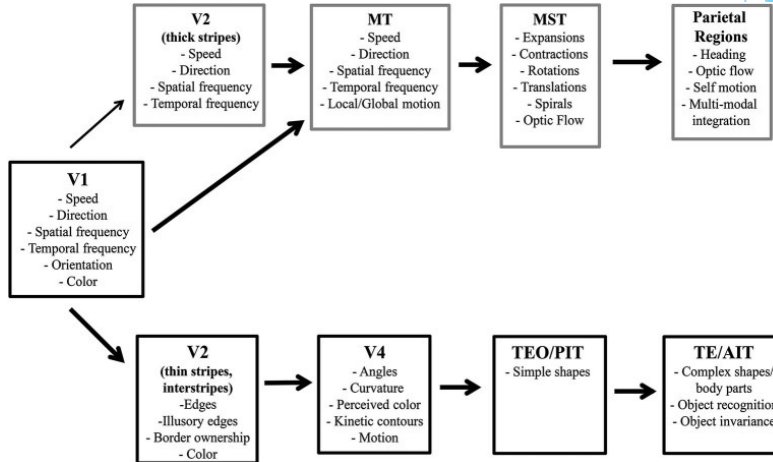 V2
(thick stripes)
- Speed
- Direction
- Spatial frequency
- Temporal frequency
MT
- Speed
- Direction
- Spatial frequency
- Temporal frequency
- Local/Global motion
MST
- Expansions
- Contractions
- Rotations
- Translations
- Spirals
- Optic Flow
Parietal
Regions
- Heading
- Optic flow
- Self motion
- Multi-modal
integration
V1
- Speed
- Direction
- Spatial frequency
- Temporal frequency
- Orientation
- Color
V2
(thin stripes,
interstripes)
-Edges
- Illusory edges
- Border ownership
- Color
V4
- Angles
- Curvature
- Perceived color
- Kinetic contours
- Motion
TEO/PIT
- Simple shapes
TE/AIT
- Complex shapes/
body parts
- Object recognition
- Object invariance